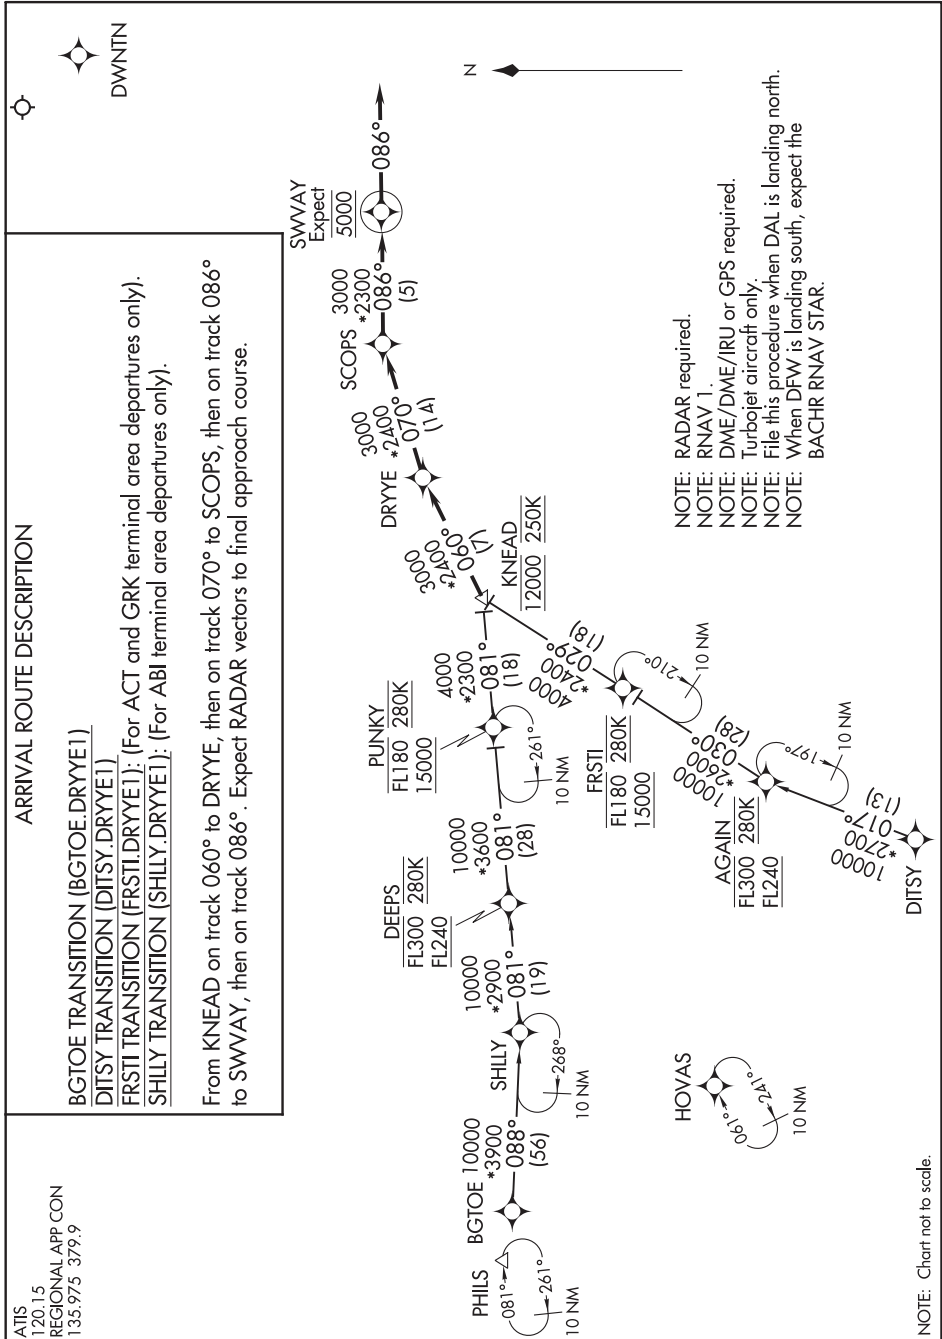 ATIS
120.15
REGIONAL APP CON
135.975 379.9
ARRIVAL ROUTE DESCRIPTION
BGTOE TRANSITION (BGTOE.DRYYE1)
DITSY TRANSITION (DITSY.DRYYE1)
FRSTI TRANSITION (FRSTI.DRYYE1): (For ACT and GRK terminal area departures only).
SHLLY TRANSITION (SHLLY.DRYYE1): (For ABI terminal area departures only).
From KNEAD on track 060° to DRYYE, then on track 070° to SCOPS, then on track 086°
to SWVAY, then on track 086°. Expect RADAR vectors to final approach course.
DWNTN
N
SWVAY
Expect
5000
086°
3000
*2300
086°
(5)
SCOPS
3000
*2400
070°
(14)
DRYYE
3000
*2400
060°
(7)
KNEAD
12000 250K
4000
*2300
081°
(18)
PUNKY
FL180 280K
15000
261°
10 NM
10000
*3600
081°
(28)
DEEPS
FL300 280K
FL240
10000
*2900
081°
(19)
SHLLY
268°
10 NM
10000
*3900
088°
(56)
BGTOE
PHILS
081°
261°
10 NM
4000
*2400
029°
(18)
FRSTI
FL180 280K
15000
210°
10 NM
10000
*2600
030°
(28)
AGAIN
FL300 280K
FL240
197°
10 NM
10000
*2700
017°
(13)
DITSY
HOVAS
061°
241°
10 NM
NOTE: RADAR required.
NOTE: RNAV 1.
NOTE: DME/DME/IRU or GPS required.
NOTE: Turbojet aircraft only.
NOTE: File this procedure when DAL is landing north.
NOTE: When DFW is landing south, expect the
BACHR RNAV STAR.
NOTE: Chart not to scale.